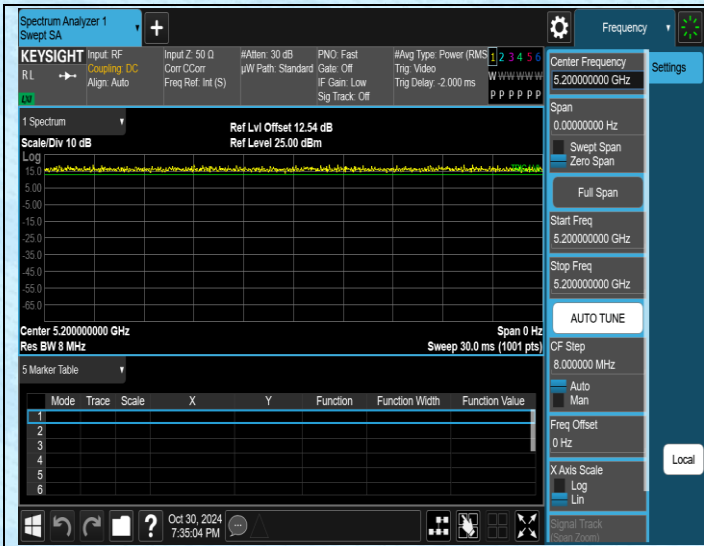 Spectrum Analyzer 1
Swept SA
Frequency
KEYSIGHT
RL
LXI
Input: RF
Coupling: DC
Align: Auto
Input Z: 50 Ω
Corr CCorr
Freq Ref: Int (S)
#Atten: 30 dB
µW Path: Standard
PNO: Fast
Gate: Off
IF Gain: Low
Sig Track: Off
#Avg Type: Power (RMS
Trig: Video
Trig Delay: -2.000 ms
1 2 3 4 5 6
W W W W W W
P P P P P P
Center Frequency
5.200000000 GHz
Settings
Span
0.00000000 Hz
Swept Span
Zero Span
Full Span
Start Freq
5.200000000 GHz
Stop Freq
5.200000000 GHz
AUTO TUNE
CF Step
8.000000 MHz
Auto
Man
Freq Offset
0 Hz
X Axis Scale
Log
Lin
Signal Track
(Span Zoom)
Local
1 Spectrum
Scale/Div 10 dB
Ref Lvl Offset 12.54 dB
Ref Level 25.00 dBm
Log
15.0
5.00
-5.00
-15.0
-25.0
-35.0
-45.0
-55.0
-65.0
Center 5.200000000 GHz
Res BW 8 MHz
Span 0 Hz
Sweep 30.0 ms (1001 pts)
5 Marker Table
Mode Trace Scale X Y Function Function Width Function Value
1
2
3
4
5
6
Oct 30, 2024
7:35:04 PM